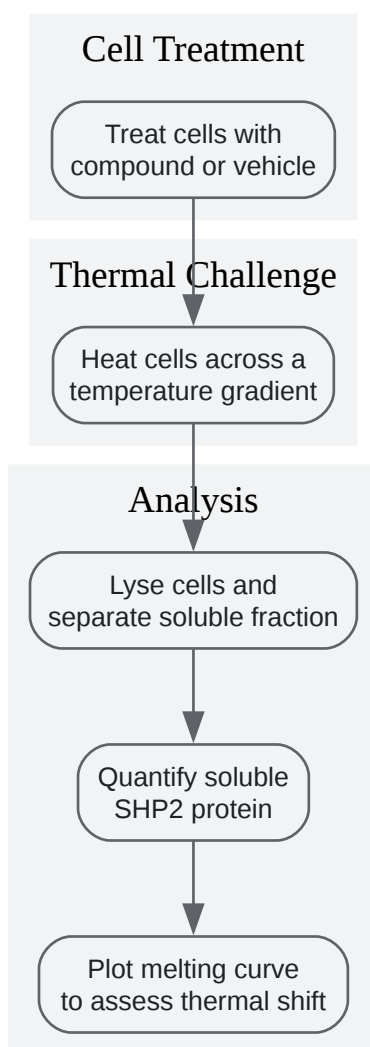 Cell Treatment
Treat cells with
compound or vehicle
Thermal Challenge
Heat cells across a
temperature gradient
Analysis
Lyse cells and
separate soluble fraction
Quantify soluble
SHP2 protein
Plot melting curve
to assess thermal shift